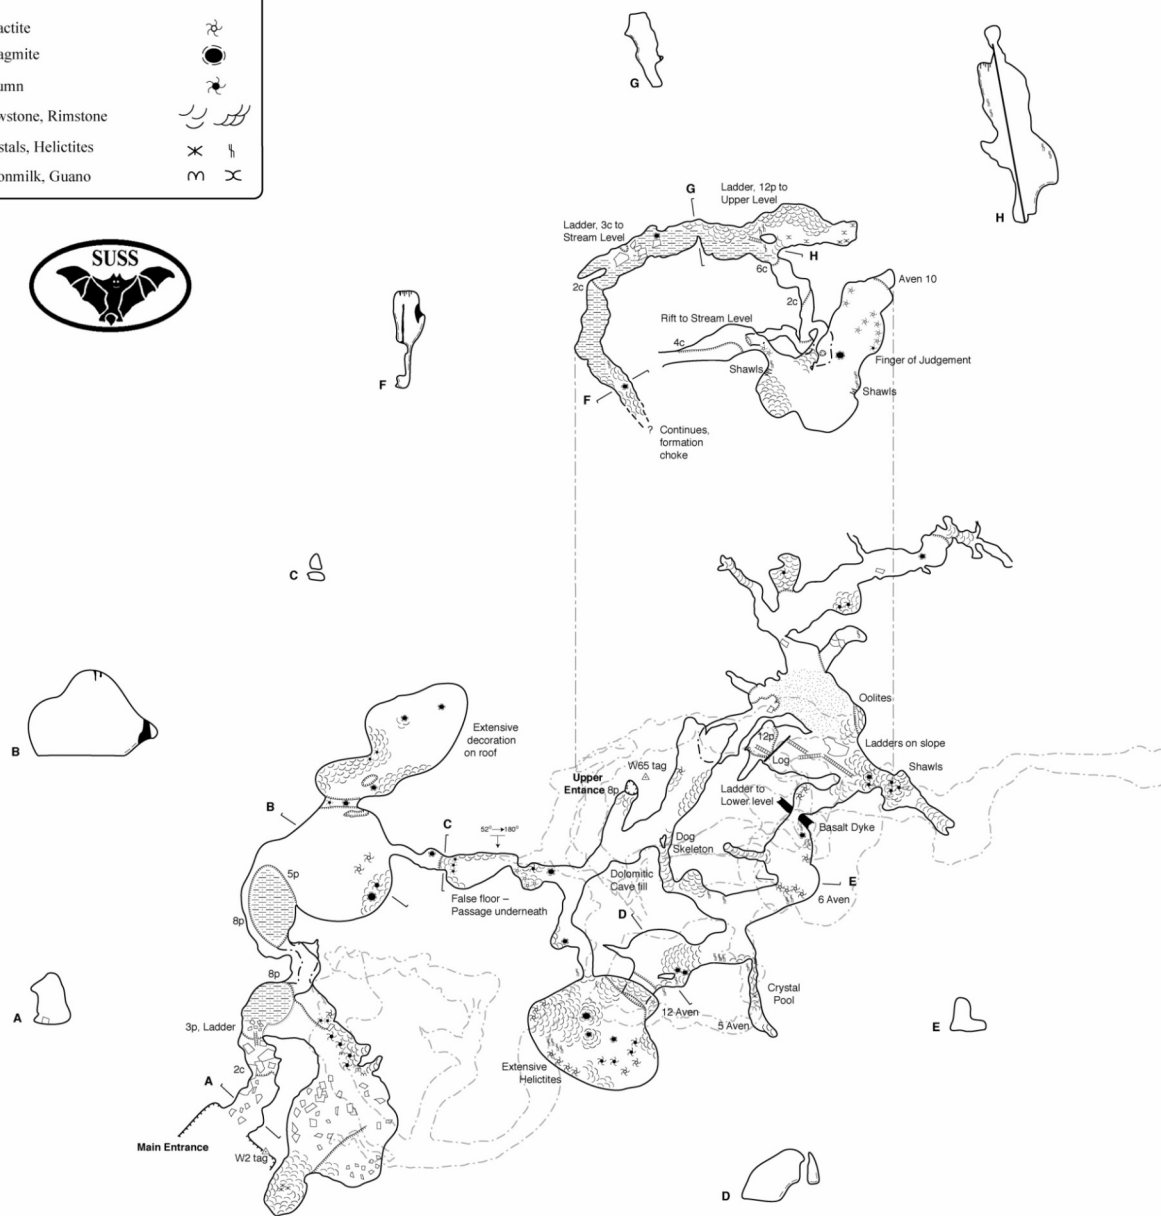 actite
agmite
umn
wstone, Rimstone
stals, Helictites
onmilk, Guano
SUSS
G
H
G
Ladder, 12p to
Upper Level
Ladder, 3c to
Stream Level
H
6c
2c
2c
Aven 10
Rift to Stream Level
4c
Finger of Judgement
Shawls
Shawls
F
F
? Continues,
formation
choke
C
B
Extensive
decoration
on roof
Oolites
12p
Ladders on slope
Log
Shawls
W65 tag
Upper
Entance 8p
Ladder to
Lower level
Basalt Dyke
B
C
52° → 180°
Dog
Skeleton
5p
Dolomitic
Cave fill
E
6 Aven
False floor –
Passage underneath
D
8p
8p
Crystal
Pool
A
3p, Ladder
12 Aven
5 Aven
E
2c
Extensive
Helictites
A
Main Entrance
W2 tag
D